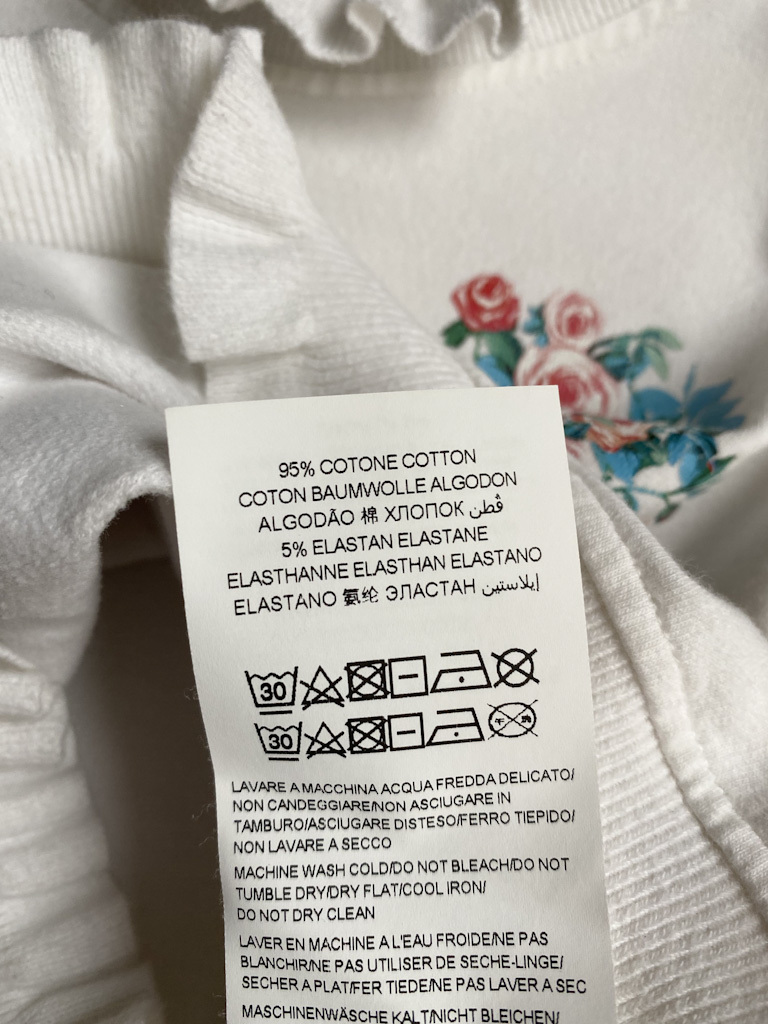 95% COTONE COTTON
COTON BAUMWOLLE ALGODON
ALGODÃO 棉 ХЛОПОК قطن
5% ELASTAN ELASTANE
ELASTHANNE ELASTHAN ELASTANO
ELASTANO 氨纶 ЭЛАСТАН إيلاستين
30
30 干 洗
LAVARE A MACCHINA ACQUA FREDDA DELICATO/
NON CANDEGGIARE/NON ASCIUGARE IN
TAMBURO/ASCIUGARE DISTESO/FERRO TIEPIDO/
NON LAVARE A SECCO
MACHINE WASH COLD/DO NOT BLEACH/DO NOT
TUMBLE DRY/DRY FLAT/COOL IRON/
DO NOT DRY CLEAN
LAVER EN MACHINE A L'EAU FROIDE/NE PAS
BLANCHIR/NE PAS UTILISER DE SECHE-LINGE/
SECHER A PLAT/FER TIEDE/NE PAS LAVER A SEC
MASCHINENWÄSCHE KALT/NICHT BLEICHEN/